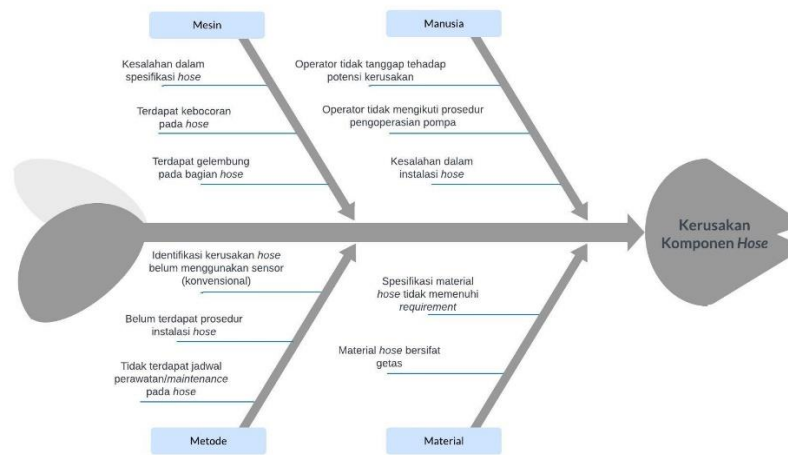 Mesin
Manusia
Kesalahan dalam
spesifikasi hose
Operator tidak tanggap tehadap
potensi kerusakan
Terdapat kebocoran
pada hose
Operator tidak mengikuti prosedur
pengoperasian pompa
Terdapat gelembung
pada bagian hose
Kesalahan dalam
instalasi hose
Kerusakan
Komponen Hose
Identifikasi kerusakan hose
belum menggunakan sensor
(konvensional)
Spesifikasi material
hose tidak memenuhi
requirement
Belum terdapat prosedur
instalasi hose
Material hose bersifat
getas
Tidak terdapat jadwal
perawatan/maintenance
pada hose
Metode
Material